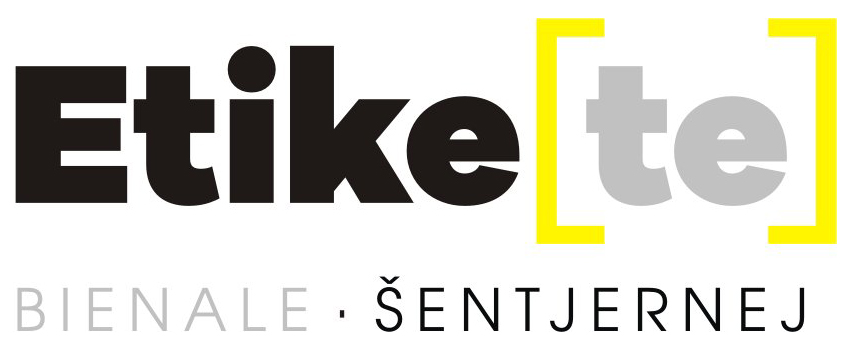 Etike[te]
BIENALE · ŠENTJERNEJ